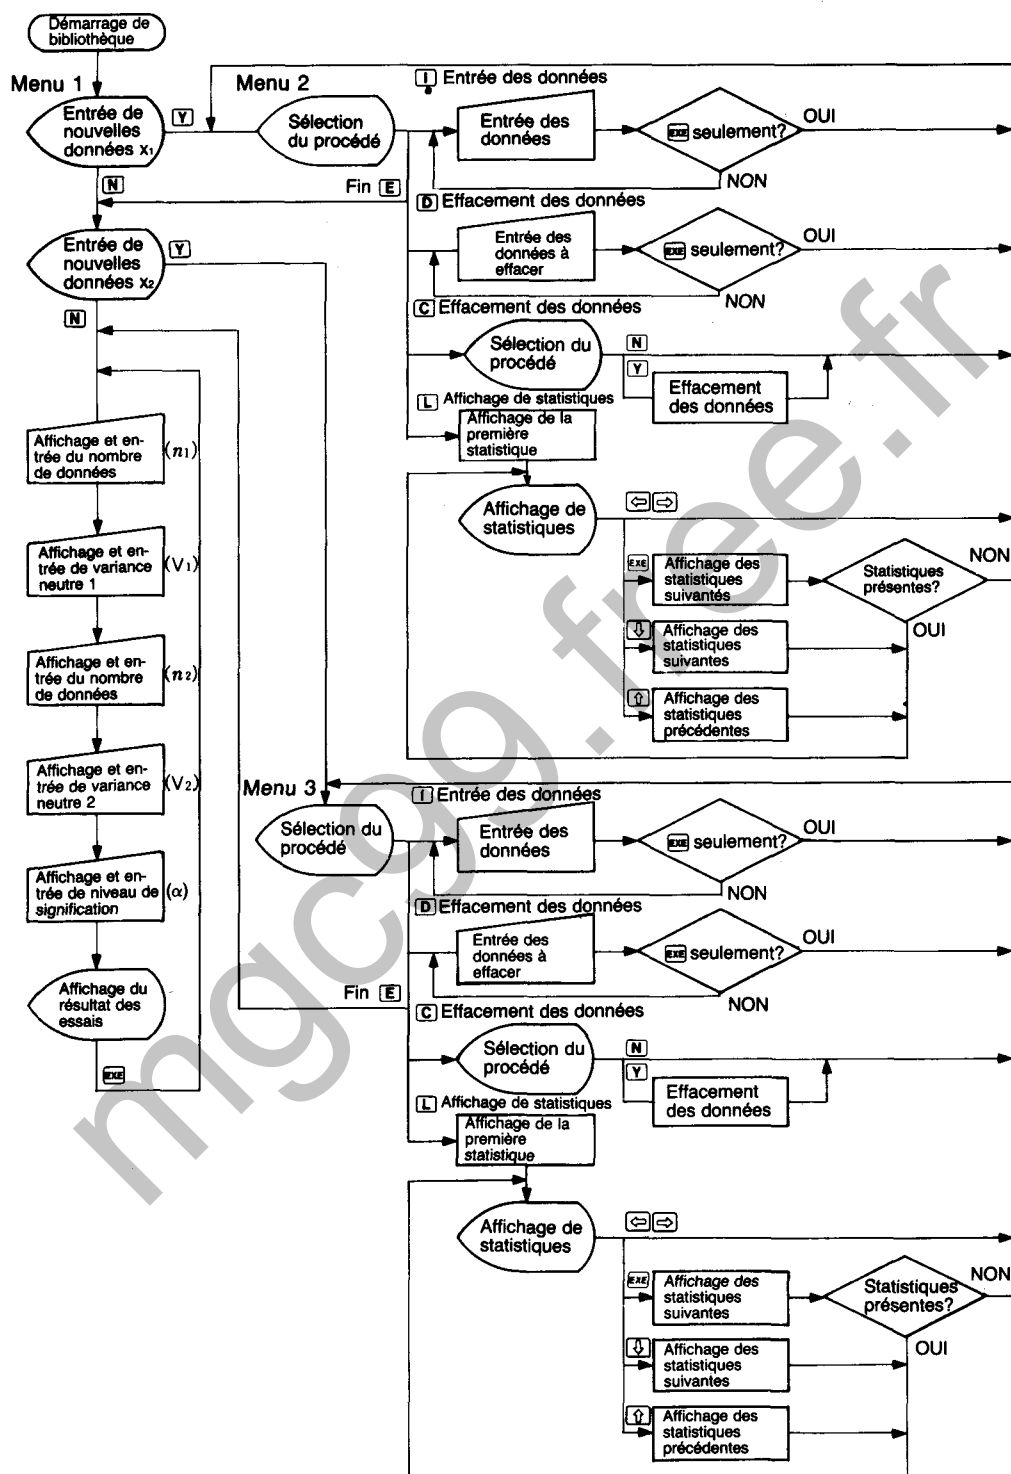 Démarrage de
bibliothèque
Menu 1
Entrée de
nouvelles
données x1
Y
N
Menu 2
Sélection
du procédé
Fin E
I Entrée des données
Entrée des
données
EXE seulement?
OUI
NON
D Effacement des données
Entrée des
données à
effacer
EXE seulement?
OUI
NON
C Effacement des données
Sélection du
procédé
N
Y
Effacement
des données
L Affichage de statistiques
Affichage de la
première
statistique
Affichage de
statistiques
⇦ ⇨
EXE
Affichage des
statistiques
suivantés
Statistiques
présentes?
NON
OUI
⇩
Affichage des
statistiques
suivantes
⇧
Affichage des
statistiques
précédentes
Entrée de
nouvelles
données x2
Y
N
Affichage et en-
trée du nombre
de données
(n1)
Affichage et en-
trée de variance
neutre 1
(V1)
Affichage et en-
trée du nombre
de données
(n2)
Affichage et en-
trée de variance
neutre 2
(V2)
Affichage et en-
trée de niveau de
signification
(α)
Affichage du
résultat des
essais
EXE
Menu 3
Sélection du
procédé
Fin E
I Entrée des données
Entrée des
données
EXE seulement?
OUI
NON
D Effacement des données
Entrée des
données à
effacer
EXE seulement?
OUI
NON
C Effacement des données
Sélection du
procédé
N
Y
Effacement
des données
L Affichage de statistiques
Affichage de la
première
statistique
Affichage de
statistiques
⇦ ⇨
EXE
Affichage des
statistiques
suivantes
Statistiques
présentes?
NON
OUI
⇩
Affichage des
statistiques
suivantes
⇧
Affichage des
statistiques
précédentes
mgc99.free.fr